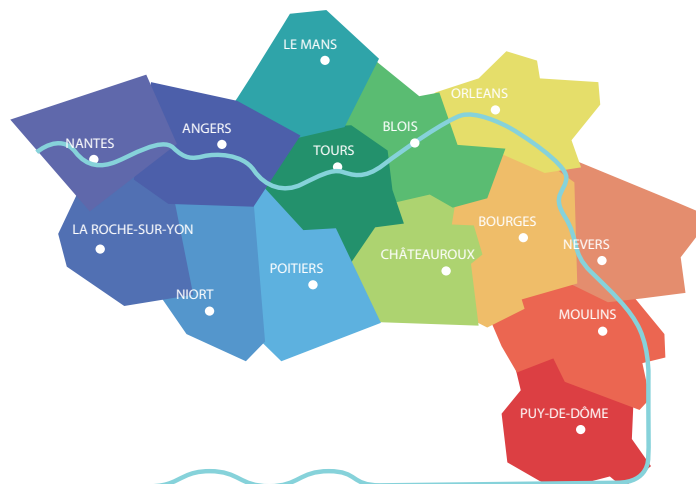 LE MANS
ORLEANS
ANGERS
BLOIS
NANTES
TOURS
LA ROCHE-SUR-YON
BOURGES
NEVERS
CHÂTEAUROUX
POITIERS
NIORT
MOULINS
PUY-DE-DÔME